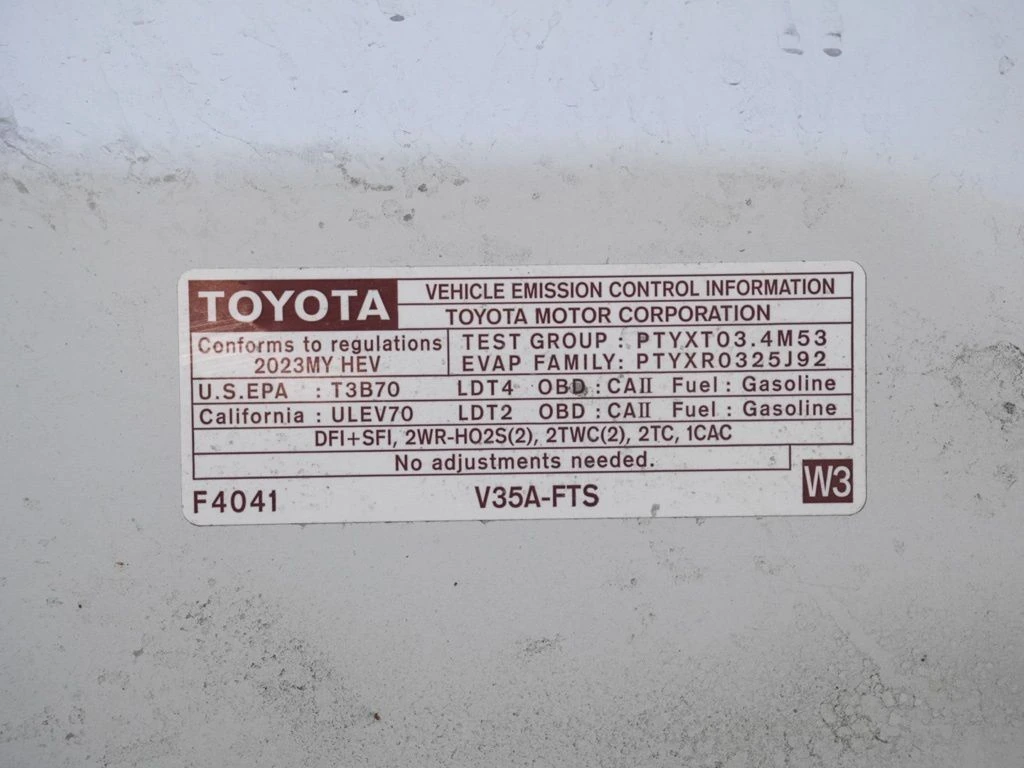 TOYOTA
VEHICLE EMISSION CONTROL INFORMATION
TOYOTA MOTOR CORPORATION
Conforms to regulations
2023MY HEV
TEST GROUP : PTYXT03.4M53
EVAP FAMILY: PTYXR0325J92
U.S.EPA : T3B70 LDT4 OBD : CAII Fuel : Gasoline
California : ULEV70 LDT2 OBD : CAII Fuel : Gasoline
DFI+SFI, 2WR-HO2S(2), 2TWC(2), 2TC, 1CAC
No adjustments needed.
F4041 V35A-FTS W3